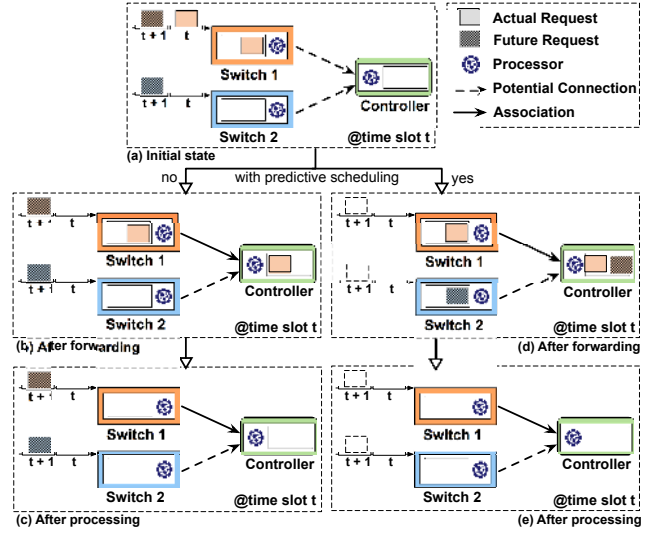 t + 1 t
Switch 1
t + 1 t
Switch 2
Controller
@time slot t
(a) Initial state
Actual Request
Future Request
Processor
Potential Connection
Association
no with predictive scheduling yes
t + t
Switch 1
t + 1 t
Switch 2
Controller
@time slot t
(b) After forwarding
t + 1 t
Switch 1
t + 1 t
Switch 2
Controller
@time slot t
(d) After forwarding
t + t
Switch 1
t + 1 t
Switch 2
Controller
@time slot t
(c) After processing
t + 1 t
Switch 1
t + 1 t
Switch 2
Controller
@time slot t
(e) After processing